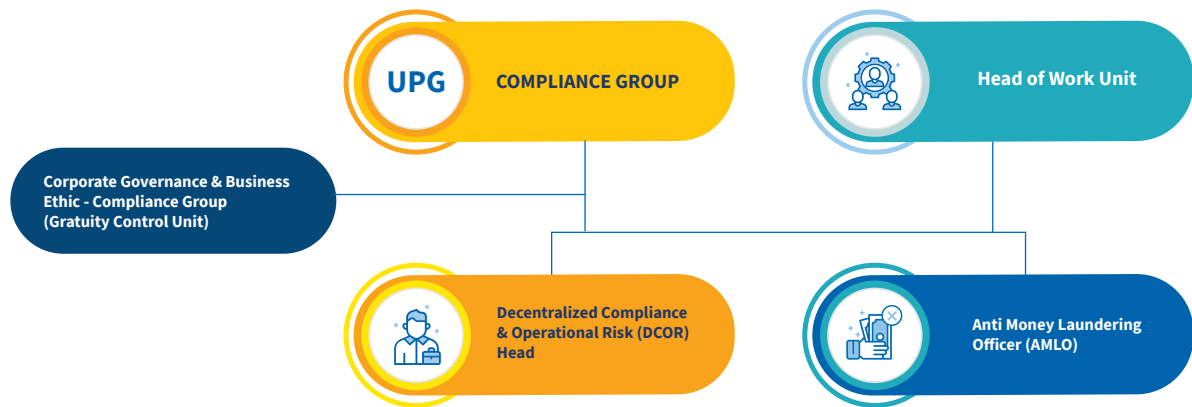 UPG
COMPLIANCE GROUP
Head of Work Unit
Corporate Governance & Business
Ethic - Compliance Group
(Gratuity Control Unit)
Decentralized Compliance
& Operational Risk (DCOR)
Head
Anti Money Laundering
Officer (AMLO)